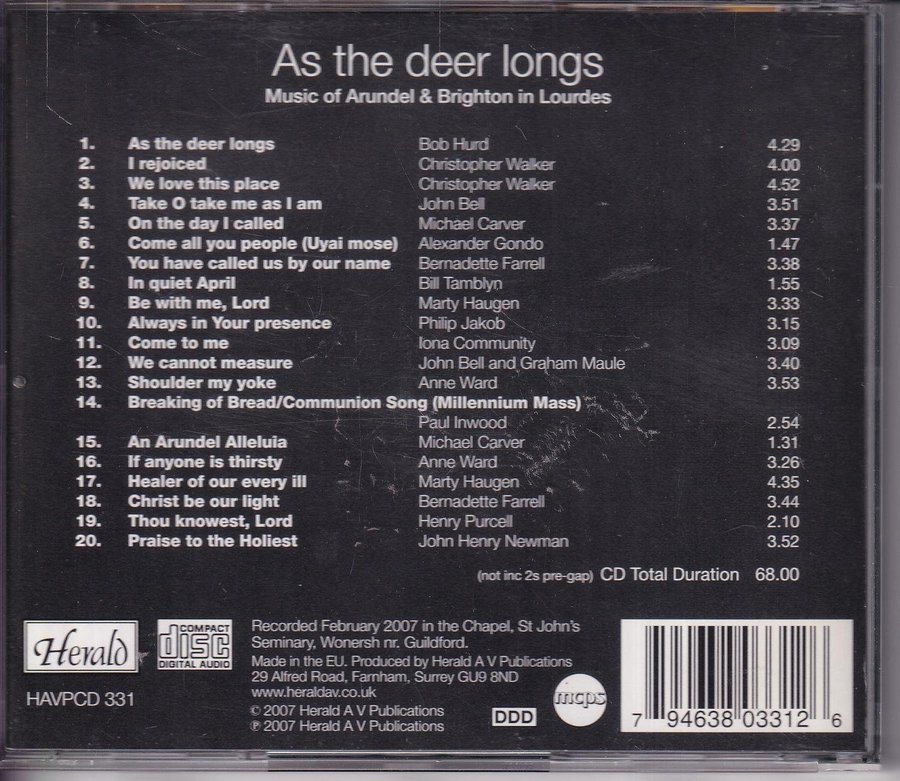 As the deer longs
Music of Arundel & Brighton in Lourdes
1. As the deer longs Bob Hurd 4.29
2. I rejoiced Christopher Walker 4.00
3. We love this place Christopher Walker 4.52
4. Take O take me as I am John Bell 3.51
5. On the day I called Michael Carver 3.37
6. Come all you people (Uyai mose) Alexander Gondo 1.47
7. You have called us by our name Bernadette Farrell 3.38
8. In quiet April Bill Tamblyn 1.55
9. Be with me, Lord Marty Haugen 3.33
10. Always in Your presence Philip Jakob 3.15
11. Come to me Iona Community 3.09
12. We cannot measure John Bell and Graham Maule 3.40
13. Shoulder my yoke Anne Ward 3.53
14. Breaking of Bread/Communion Song (Millennium Mass)
Paul Inwood 2.54
15. An Arundel Alleluia Michael Carver 1.31
16. If anyone is thirsty Anne Ward 3.26
17. Healer of our every ill Marty Haugen 4.35
18. Christ be our light Bernadette Farrell 3.44
19. Thou knowest, Lord Henry Purcell 2.10
20. Praise to the Holiest John Henry Newman 3.52
(not inc 2s pre-gap) CD Total Duration 68.00
Herald
COMPACT
disc
DIGITAL AUDIO
HAVPCD 331
Recorded February 2007 in the Chapel, St John's
Seminary, Wonersh nr. Guildford.
Made in the EU. Produced by Herald A V Publications
29 Alfred Road, Farnham, Surrey GU9 8ND
www.heraldav.co.uk
© 2007 Herald A V Publications
℗ 2007 Herald A V Publications
DDD
mcps
7 94638 03312 6